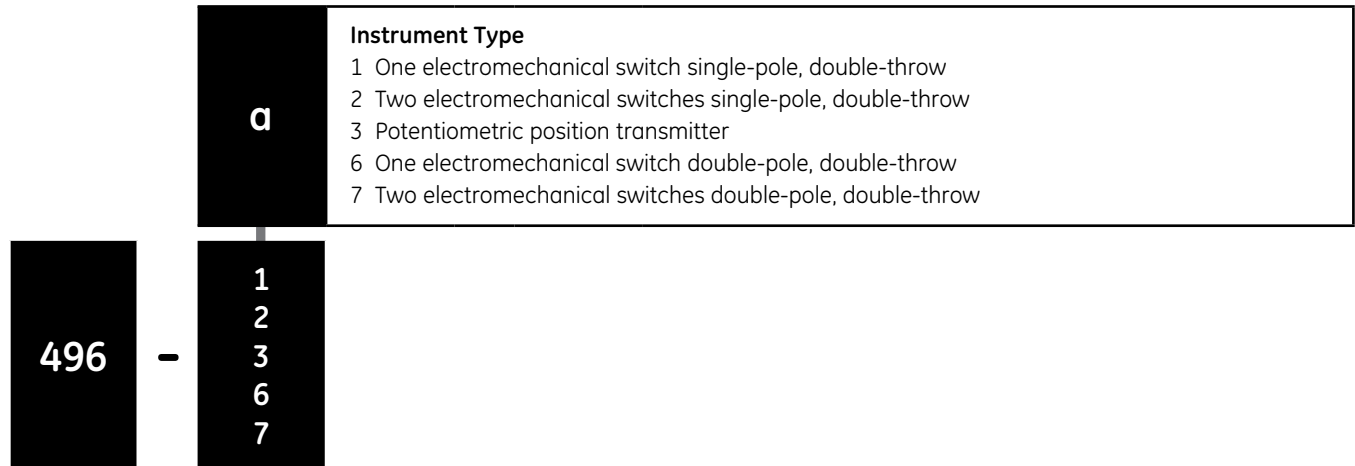 a
Instrument Type
1 One electromechanical switch single-pole, double-throw
2 Two electromechanical switches single-pole, double-throw
3 Potentiometric position transmitter
6 One electromechanical switch double-pole, double-throw
7 Two electromechanical switches double-pole, double-throw
496 -
1
2
3
6
7